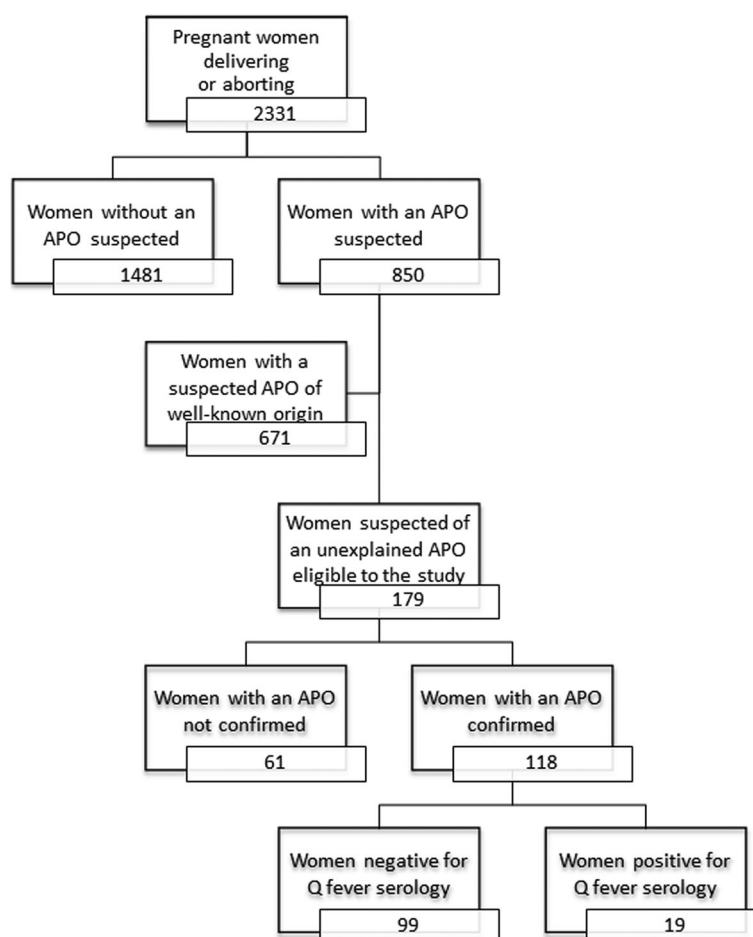 Pregnant women
delivering
or aborting
2331
Women without an
APO suspected
1481
Women with an APO
suspected
850
Women with a
suspected APO of
well-known origin
671
Women suspected of
an unexplained APO
eligible to the study
179
Women with an APO
not confirmed
61
Women with an APO
confirmed
118
Women negative for
Q fever serology
99
Women positive for
Q fever serology
19